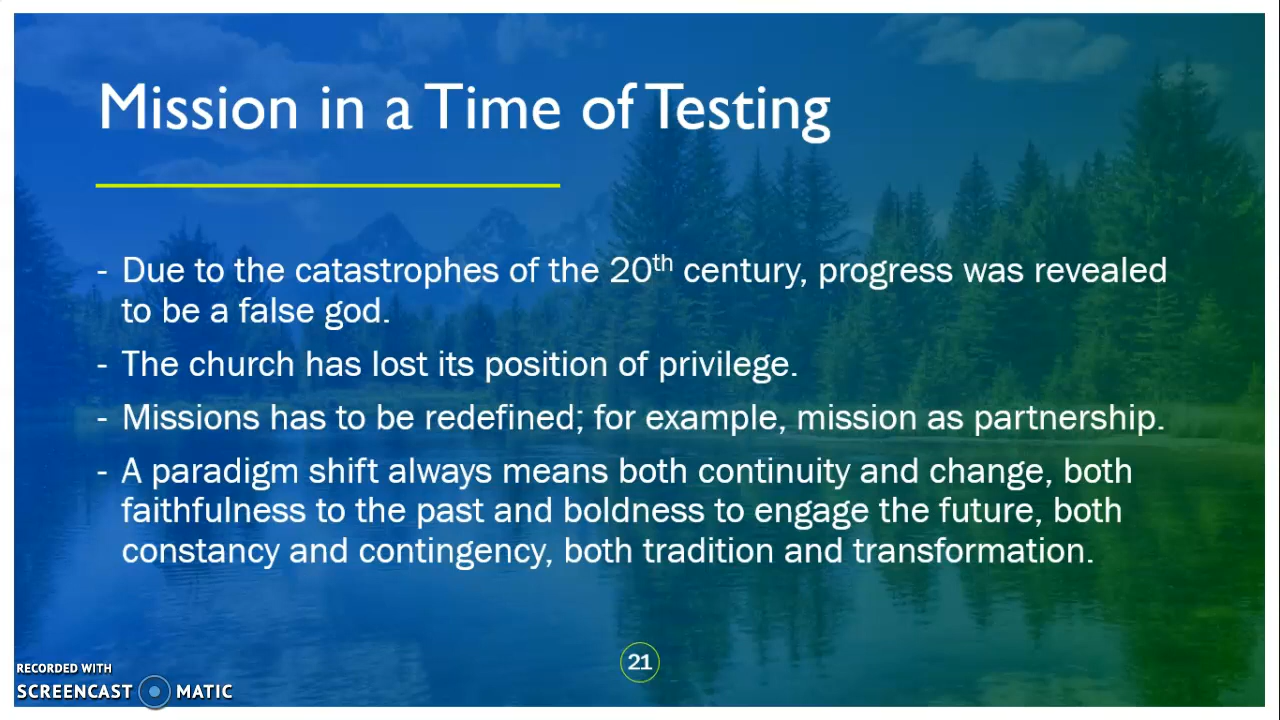 Mission in a Time of Testing
- Due to the catastrophes of the 20th century, progress was revealed
to be a false god.
- The church has lost its position of privilege.
- Missions has to be redefined; for example, mission as partnership.
- A paradigm shift always means both continuity and change, both
faithfulness to the past and boldness to engage the future, both
constancy and contingency, both tradition and transformation.
21
RECORDED WITH
SCREENCAST MATIC